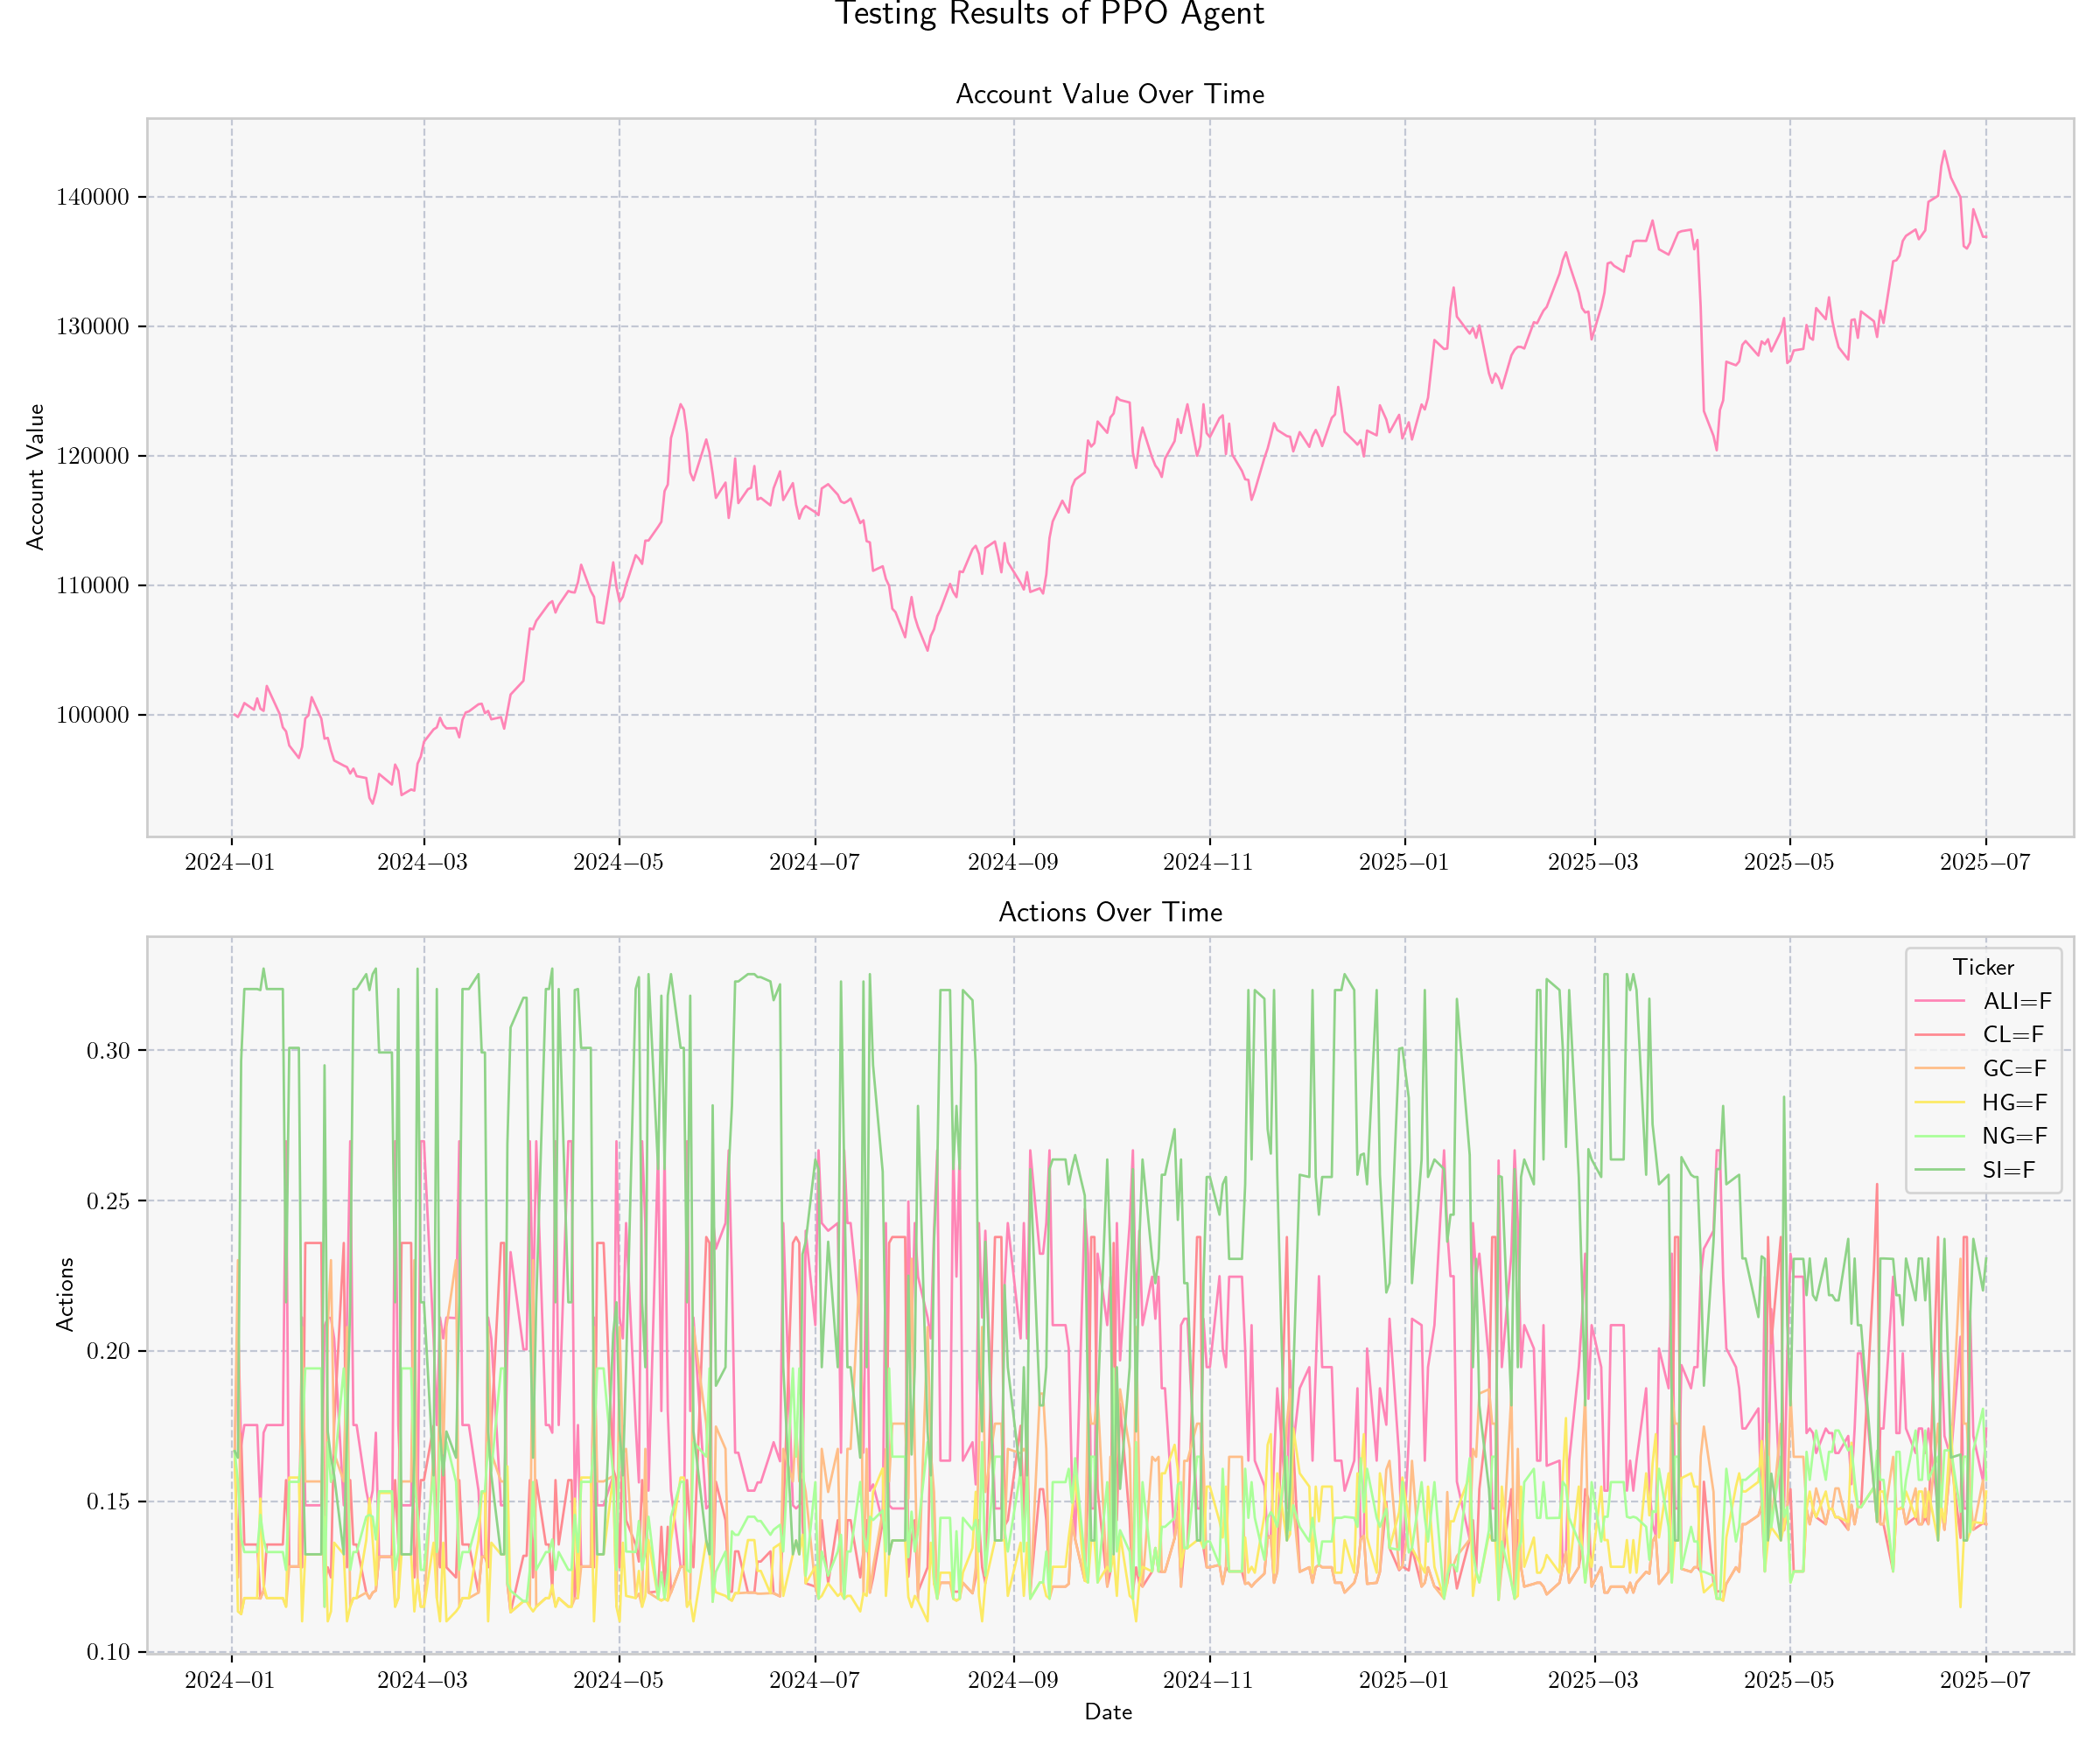 Testing Results of PPO Agent
Account Value Over Time
Account Value
140000
130000
120000
110000
100000
2024−01 2024−03 2024−05 2024−07 2024−09 2024−11 2025−01 2025−03 2025−05 2025−07
Actions Over Time
Actions
0.30
0.25
0.20
0.15
0.10
Ticker
ALI=F
CL=F
GC=F
HG=F
NG=F
SI=F
2024−01 2024−03 2024−05 2024−07 2024−09 2024−11 2025−01 2025−03 2025−05 2025−07
Date